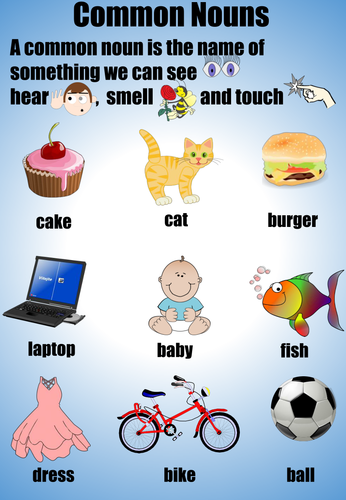 Common Nouns
A common noun is the name of
something we can see
hear , smell and touch
cake cat burger
laptop baby fish
dress bike ball